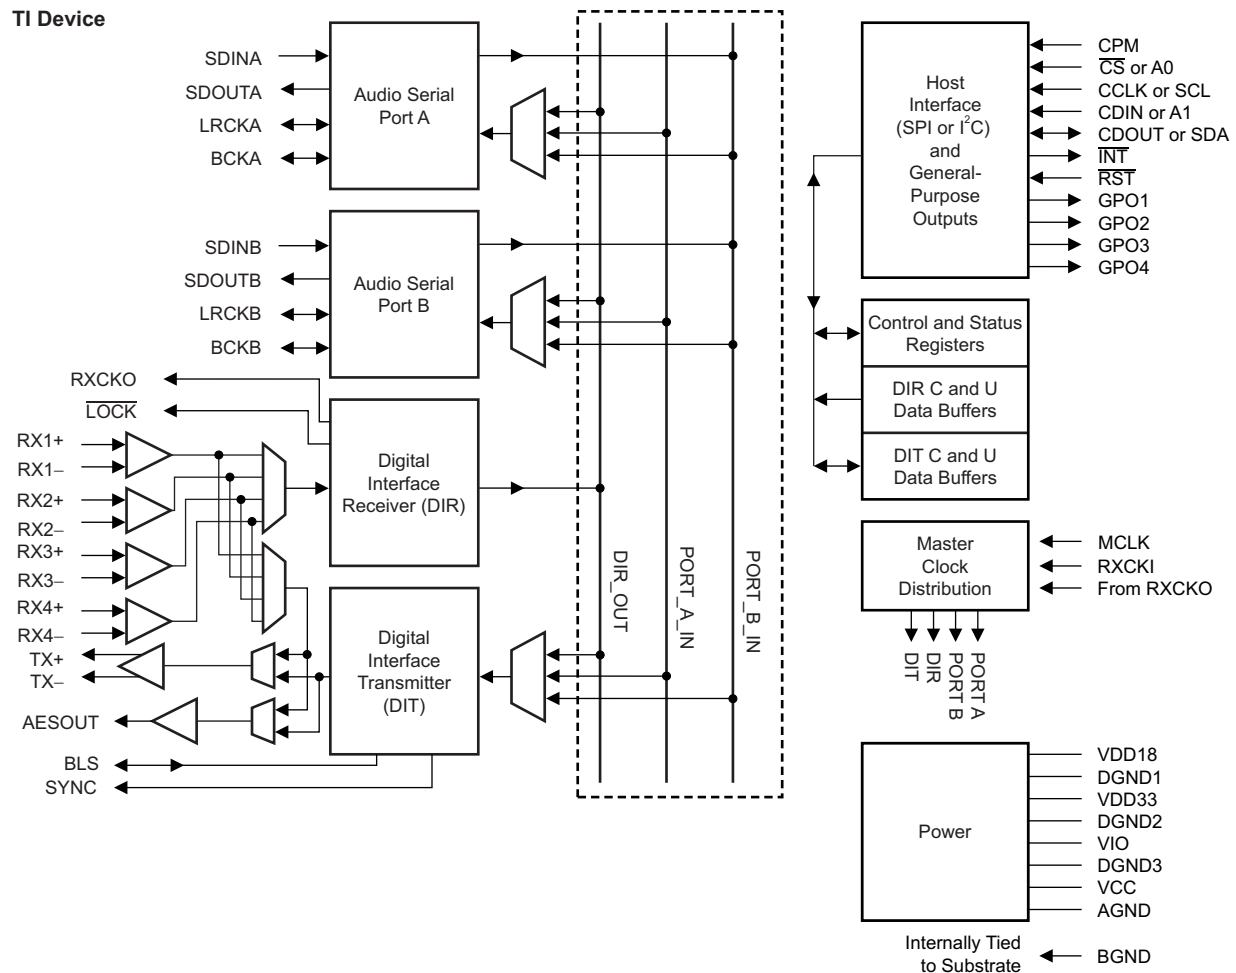 TI Device
SDINA
SDOUTA
LRCKA
BCKA
Audio Serial
Port A
SDINB
SDOUTB
LRCKB
BCKB
Audio Serial
Port B
RXCKO
LOCK
RX1+
RX1–
RX2+
RX2–
RX3+
RX3–
RX4+
RX4–
TX+
TX–
AESOUT
BLS
SYNC
Digital
Interface
Receiver (DIR)
Digital
Interface
Transmitter
(DIT)
DIR_OUT
PORT_A_IN
PORT_B_IN
Host
Interface
(SPI or I²C)
and
General-
Purpose
Outputs
CPM
CS or A0
CCLK or SCL
CDIN or A1
CDOUT or SDA
INT
RST
GPO1
GPO2
GPO3
GPO4
Control and Status
Registers
DIR C and U
Data Buffers
DIT C and U
Data Buffers
Master
Clock
Distribution
MCLK
RXCKI
From RXCKO
DIT
DIR
PORT B
PORT A
Power
VDD18
DGND1
VDD33
DGND2
VIO
DGND3
VCC
AGND
Internally Tied
to Substrate
BGND